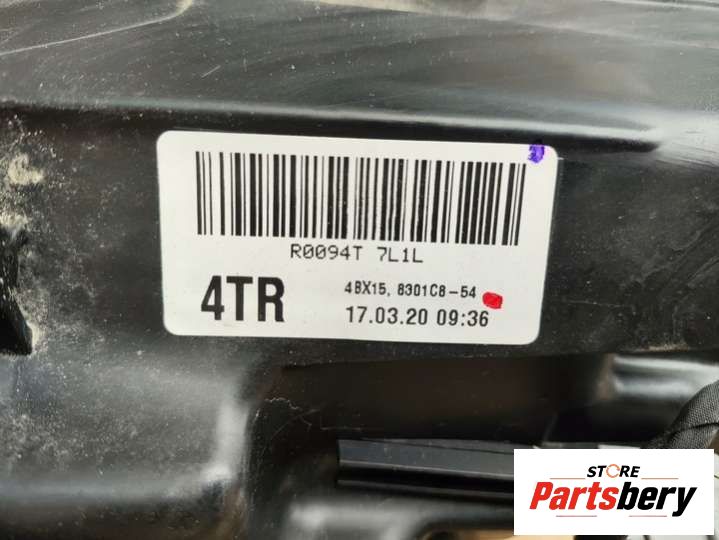 R0094T 7L1L
4TR
4BX15, 8301C8-54
17.03.20 09:36
STORE
Partsbery